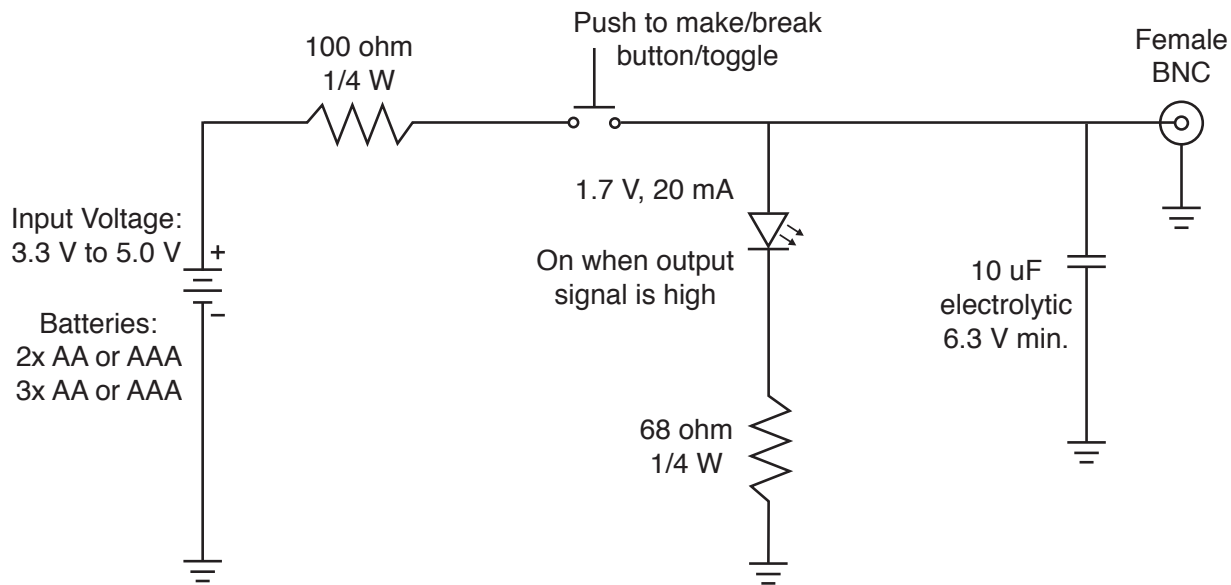 Push to make/break
button/toggle
100 ohm
1/4 W
Female
BNC
1.7 V, 20 mA
Input Voltage:
3.3 V to 5.0 V
+
On when output
signal is high
10 uF
electrolytic
6.3 V min.
–
Batteries:
2x AA or AAA
3x AA or AAA
68 ohm
1/4 W